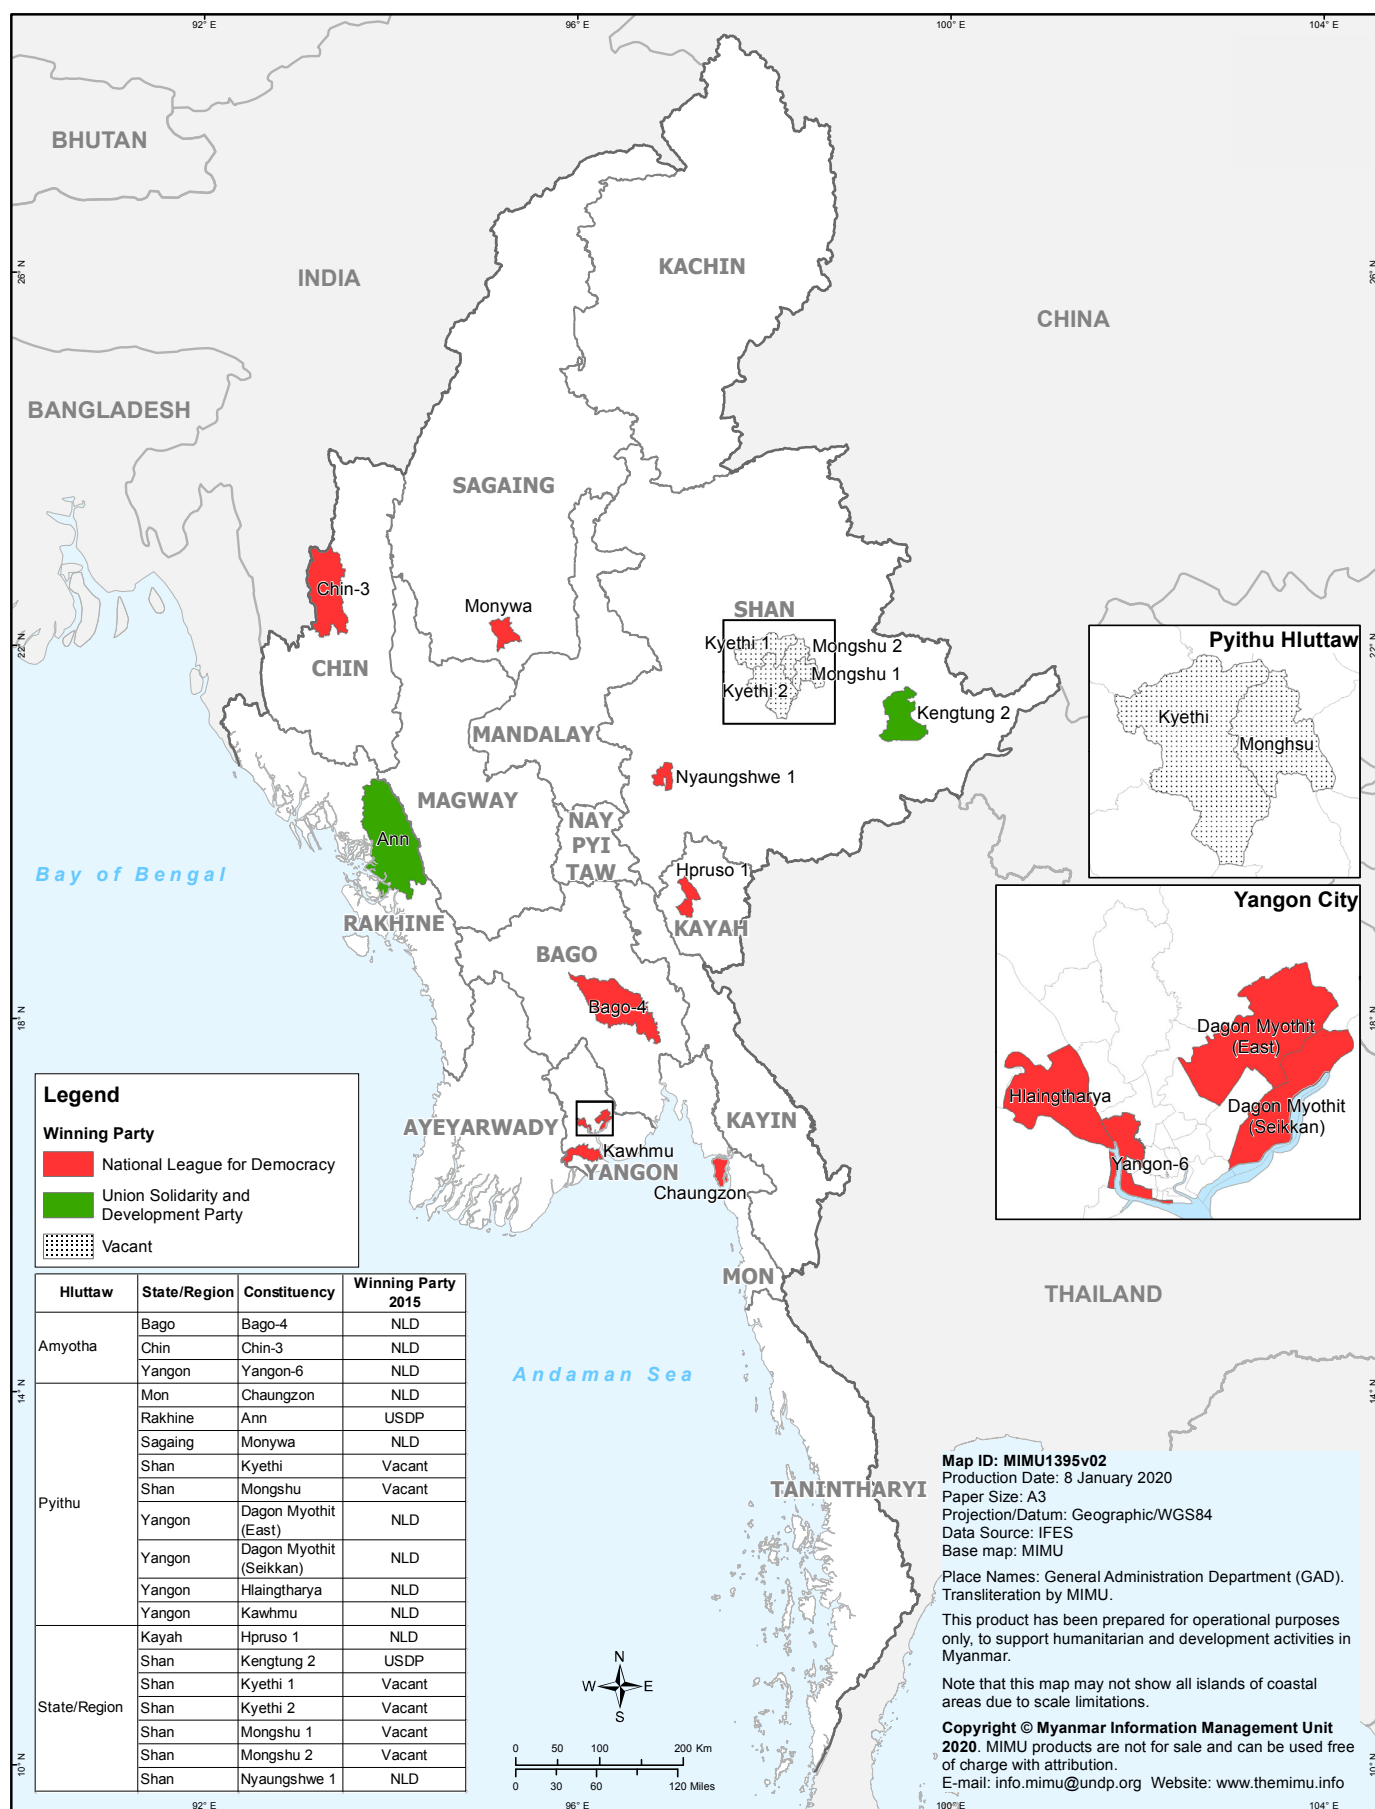 92° E
96° E
100° E
104° E
BHUTAN
26° N
26° N
KACHIN
INDIA
CHINA
BANGLADESH
SAGAING
Chin-3
Monywa
SHAN
22° N
22° N
Kyethi 1
Mongshu 2
Mongshu 1
Kyethi 2
CHIN
Kengtung 2
MANDALAY
Nyaungshwe 1
MAGWAY
NAY
PYI
TAW
Ann
Hpruso 1
Bay of Bengal
RAKHINE
KAYAH
BAGO
Bago-4
18° N
18° N
Pyithu Hluttaw
Kyethi
Monghsu
Yangon City
Dagon Myothit
(East)
Hlaingtharya
Dagon Myothit
(Seikkan)
Yangon-6
AYEYARWADY
KAYIN
Kawhmu
YANGON
Chaungzon
MON
THAILAND
Andaman Sea
14° N
14° N
TANINTHARYI
Legend
Winning Party
National League for Democracy
Union Solidarity and
Development Party
Vacant
Hluttaw State/Region Constituency Winning Party
2015
Amyotha Bago Bago-4 NLD
Chin Chin-3 NLD
Yangon Yangon-6 NLD
Pyithu Mon Chaungzon NLD
Rakhine Ann USDP
Sagaing Monywa NLD
Shan Kyethi Vacant
Shan Mongshu Vacant
Yangon Dagon Myothit
(East) NLD
Yangon Dagon Myothit
(Seikkan) NLD
Yangon Hlaingtharya NLD
Yangon Kawhmu NLD
State/Region Kayah Hpruso 1 NLD
Shan Kengtung 2 USDP
Shan Kyethi 1 Vacant
Shan Kyethi 2 Vacant
Shan Mongshu 1 Vacant
Shan Mongshu 2 Vacant
Shan Nyaungshwe 1 NLD
N
W E
S
0 50 100 200 Km
0 30 60 120 Miles
Map ID: MIMU1395v02
Production Date: 8 January 2020
Paper Size: A3
Projection/Datum: Geographic/WGS84
Data Source: IFES
Base map: MIMU
Place Names: General Administration Department (GAD).
Transliteration by MIMU.
This product has been prepared for operational purposes
only, to support humanitarian and development activities in
Myanmar.
Note that this map may not show all islands of coastal
areas due to scale limitations.
Copyright © Myanmar Information Management Unit
2020. MIMU products are not for sale and can be used free
of charge with attribution.
E-mail: info.mimu@undp.org Website: www.themimu.info
10° N
10° N
92° E
96° E
100° E
104° E